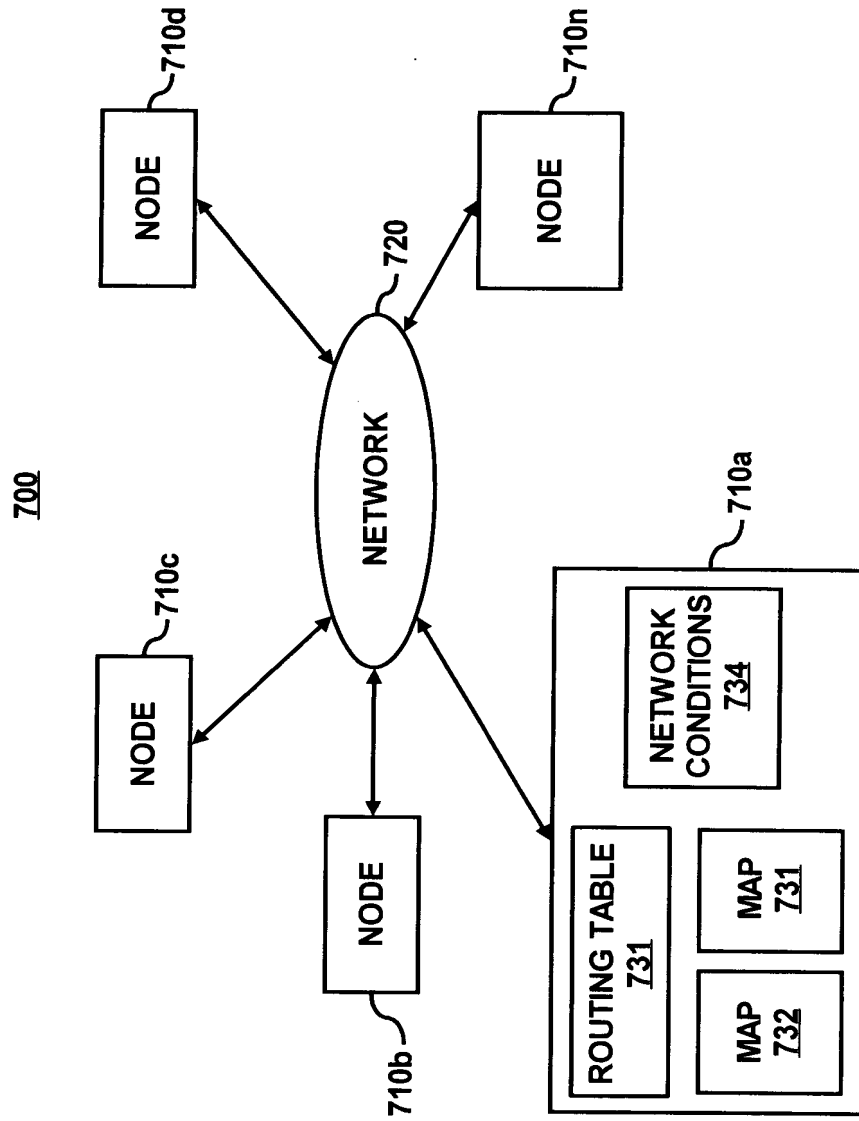 700
710c
NODE
710d
NODE
710b
NODE
NETWORK
720
710n
NODE
710a
ROUTING TABLE
731
NETWORK
CONDITIONS
734
MAP
732
MAP
731